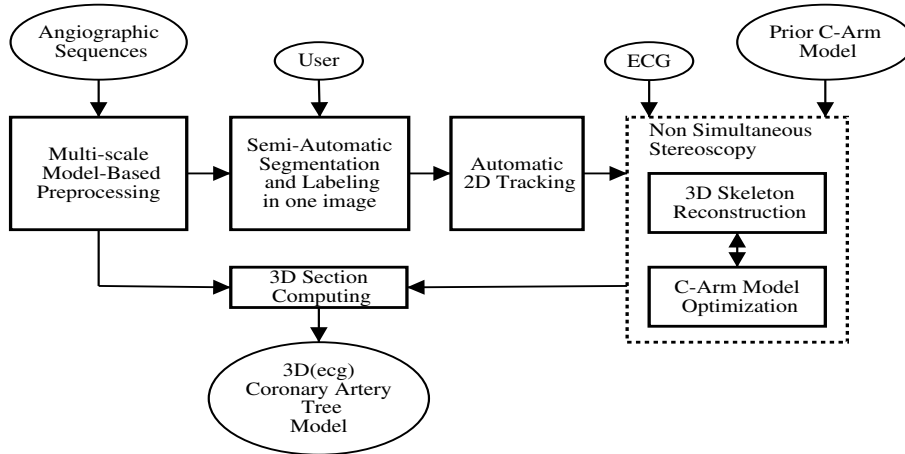 Angiographic
Sequences
User
ECG
Prior C-Arm
Model
Multi-scale
Model-Based
Preprocessing
Semi-Automatic
Segmentation
and Labeling
in one image
Automatic
2D Tracking
Non Simultaneous
Stereoscopy
3D Skeleton
Reconstruction
C-Arm Model
Optimization
3D Section
Computing
3D(ecg)
Coronary Artery
Tree
Model